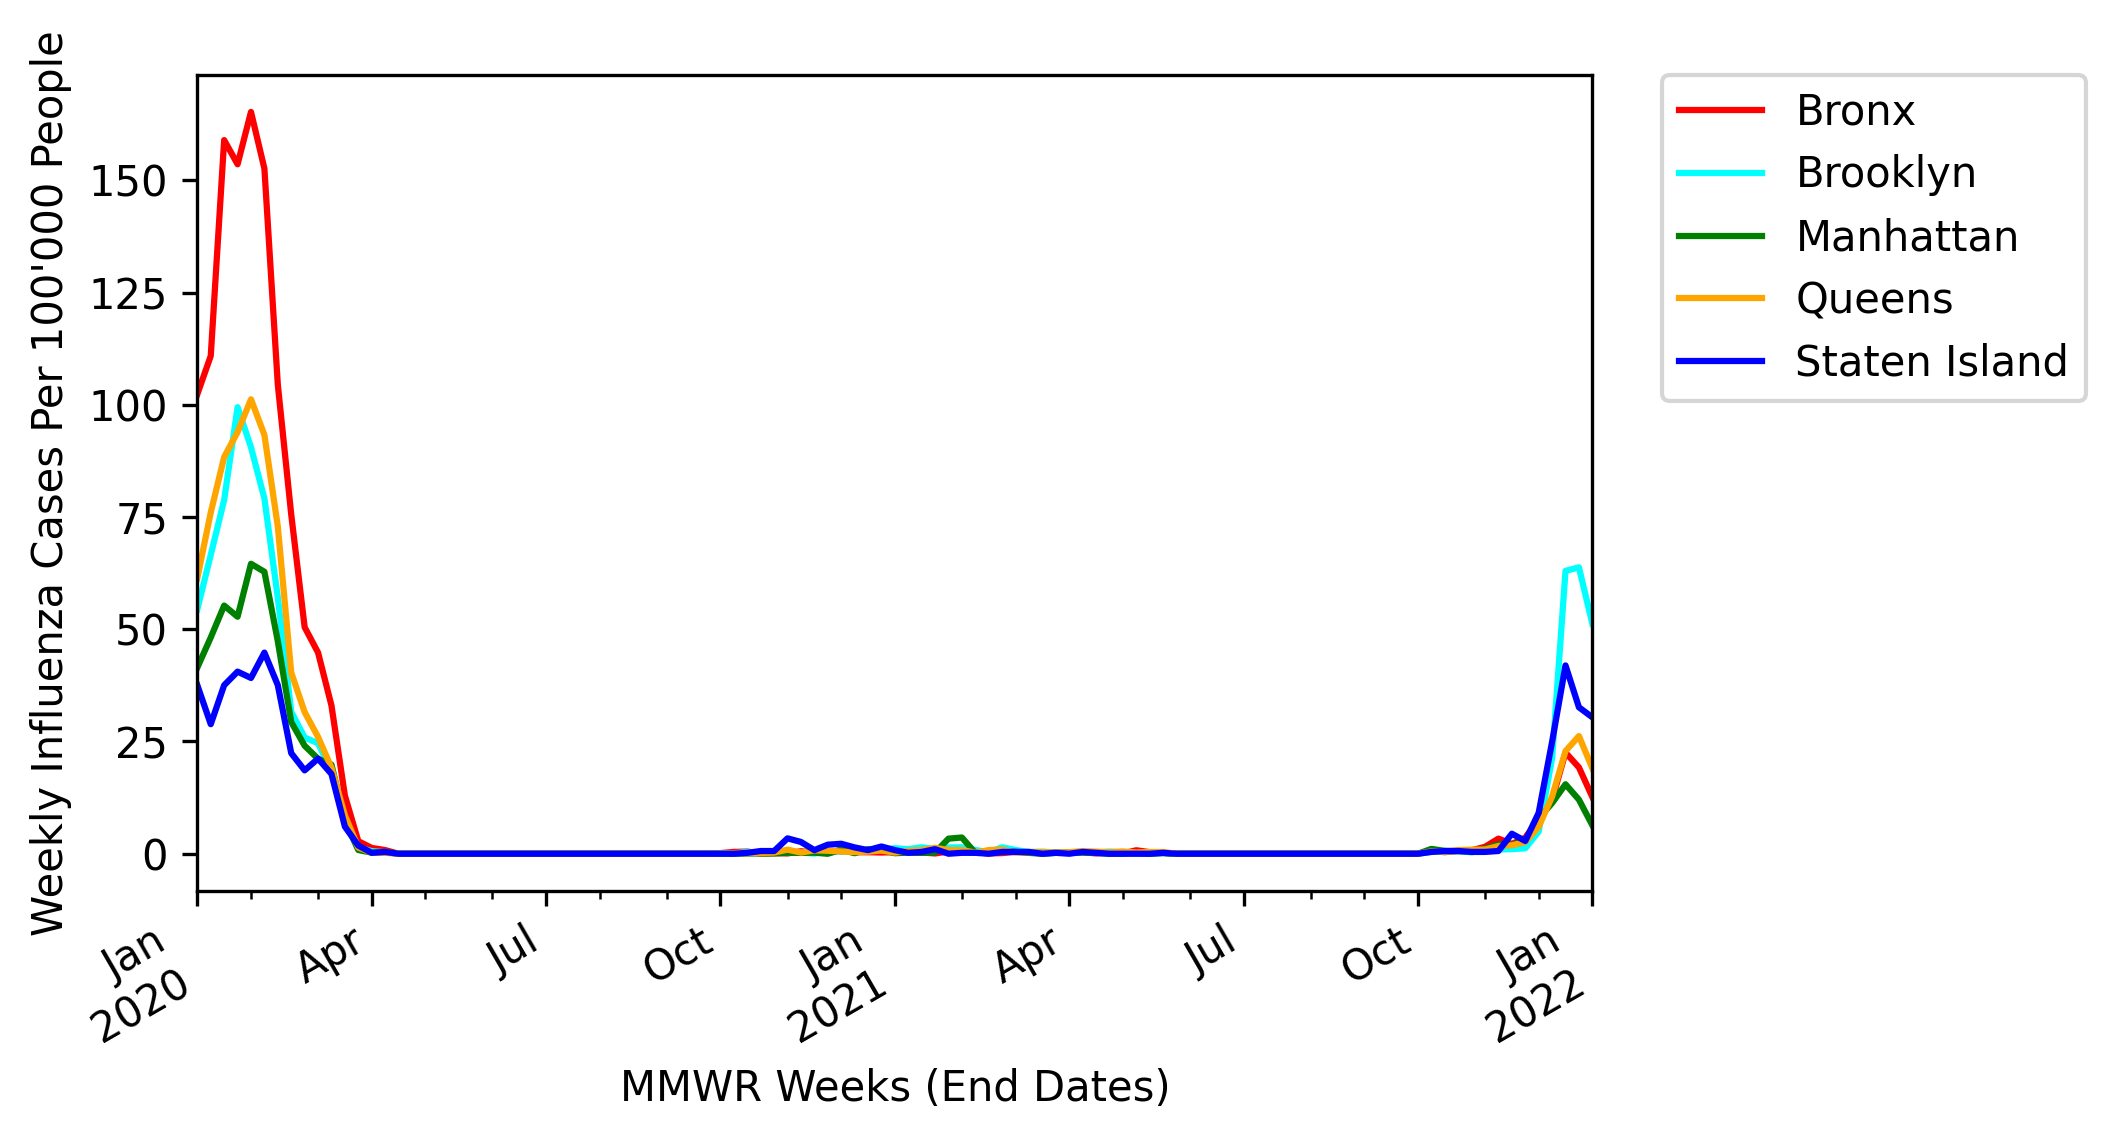 Weekly Influenza Cases Per 100'000 People
150
125
100
75
50
25
0
Jan
2020
Apr
Jul
Oct
Jan
2021
Apr
Jul
Oct
Jan
2022
MMWR Weeks (End Dates)
Bronx
Brooklyn
Manhattan
Queens
Staten Island